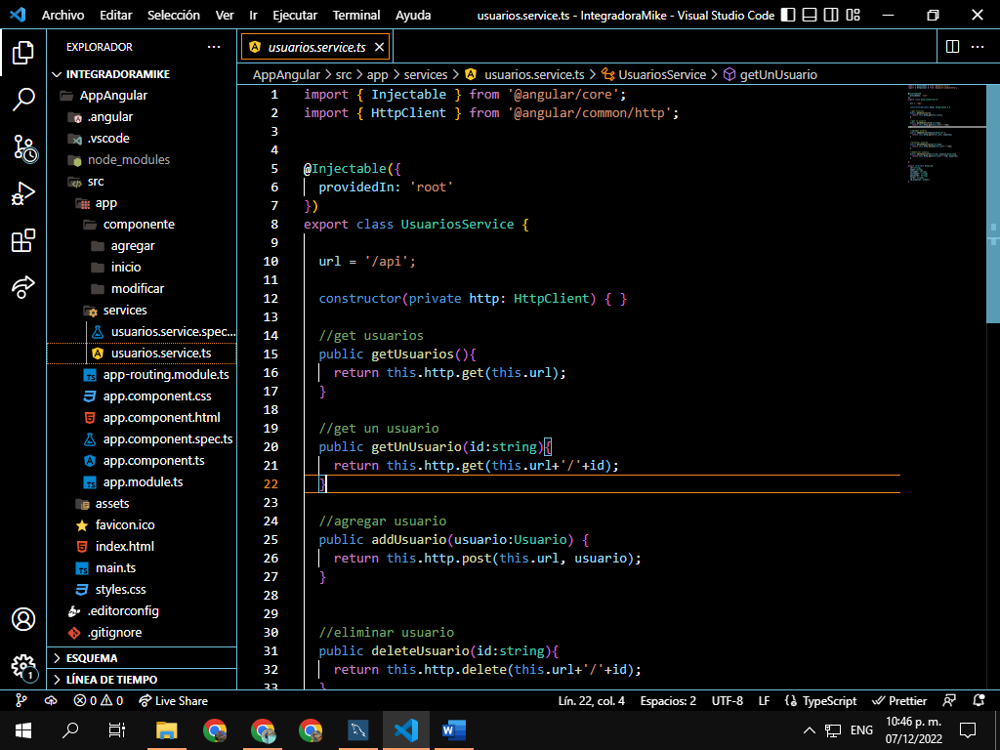 Archivo Editar Selección Ver Ir Ejecutar Terminal Ayuda usuarios.service.ts - IntegradoraMike - Visual Studio Code
EXPLORADOR
INTEGRADORAMIKE
AppAngular
.angular
.vscode
node_modules
src
app
componente
agregar
inicio
modificar
services
usuarios.service.spec...
usuarios.service.ts
app-routing.module.ts
app.component.css
app.component.html
app.component.spec.ts
app.component.ts
app.module.ts
assets
favicon.ico
index.html
main.ts
styles.css
.editorconfig
.gitignore
ESQUEMA
LÍNEA DE TIEMPO
usuarios.service.ts
AppAngular > src > app > services > usuarios.service.ts > UsuariosService > getUnUsuario
1 import { Injectable } from '@angular/core';
2 import { HttpClient } from '@angular/common/http';
3
4
5 @Injectable({
6 providedIn: 'root'
7 })
8 export class UsuariosService {
9
10 url = '/api';
11
12 constructor(private http: HttpClient) { }
13
14 //get usuarios
15 public getUsuarios(){
16 return this.http.get(this.url);
17 }
18
19 //get un usuario
20 public getUnUsuario(id:string){
21 return this.http.get(this.url+'/'+id);
22 }
23
24 //agregar usuario
25 public addUsuario(usuario:Usuario) {
26 return this.http.post(this.url, usuario);
27 }
28
29
30 //eliminar usuario
31 public deleteUsuario(id:string){
32 return this.http.delete(this.url+'/'+id);
33 }
1
0 0 Live Share Lín. 22, col. 4 Espacios: 2 UTF-8 LF {} TypeScript Prettier
ENG 10:46 p. m.
07/12/2022